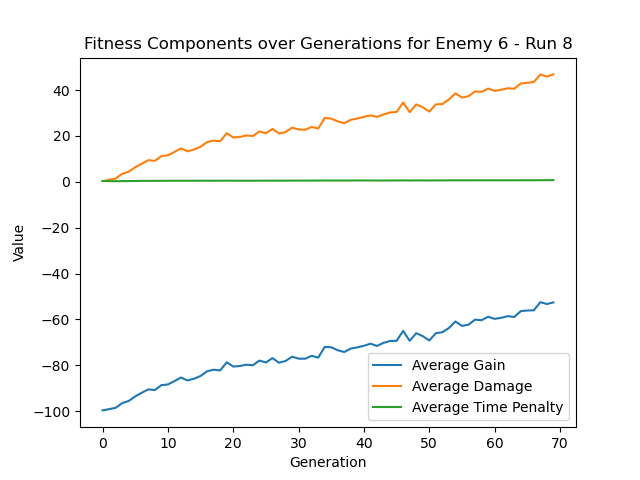 Fitness Components over Generations for Enemy 6 - Run 8
40
20
0
−20
−40
−60
−80
−100
Value
0 10 20 30 40 50 60 70
Generation
Average Gain
Average Damage
Average Time Penalty